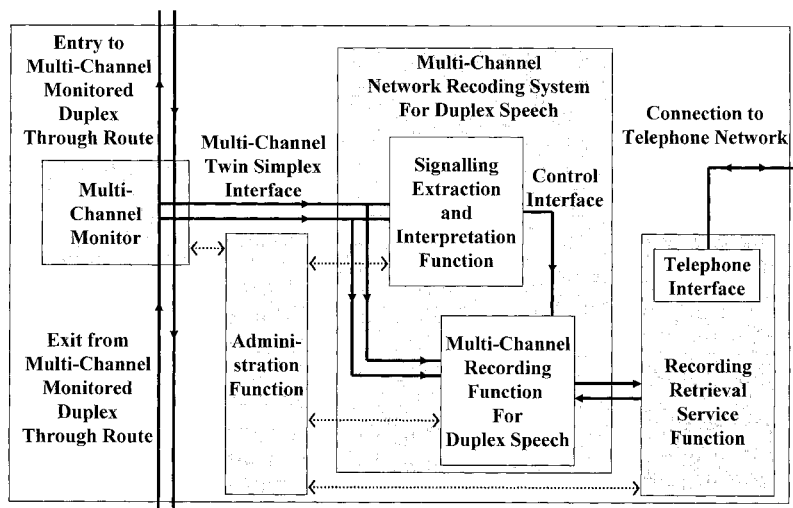 Entry to
Multi-Channel
Monitored
Duplex
Through Route
Multi-Channel
Network Recoding System
For Duplex Speech
Connection to
Telephone Network
Multi-Channel
Twin Simplex
Interface
Multi-
Channel
Monitor
Signalling
Extraction
and
Interpretation
Function
Control
Interface
Telephone
Interface
Exit from
Multi-Channel
Monitored
Duplex
Through Route
Admini-
stration
Function
Multi-Channel
Recording
Function
For
Duplex Speech
Recording
Retrieval
Service
Function